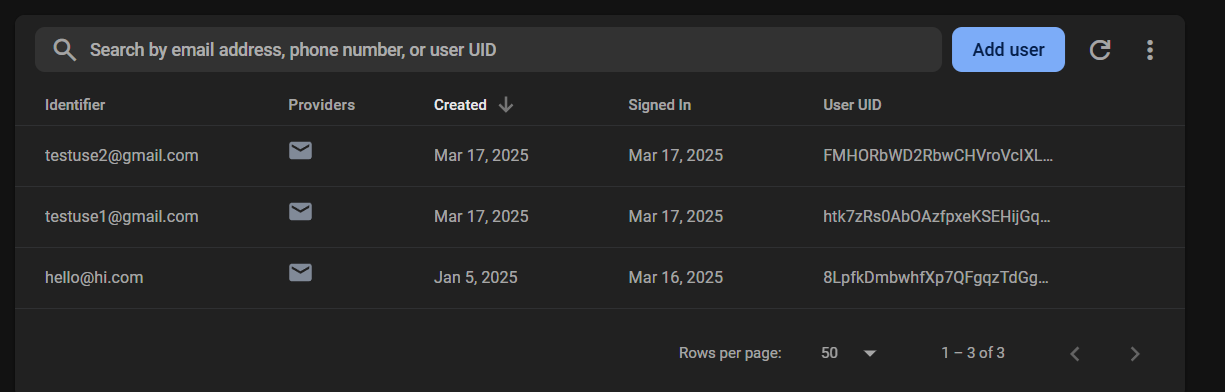 Search by email address, phone number, or user UID Add user
Identifier Providers Created Signed In User UID
testuse2@gmail.com Mar 17, 2025 Mar 17, 2025 FMHORbWD2RbwCHVroVcIXL...
testuse1@gmail.com Mar 17, 2025 Mar 17, 2025 htk7zRs0AbOAzfpxeKSEHijGq...
hello@hi.com Jan 5, 2025 Mar 16, 2025 8LpfkDmbwhfXp7QFgqzTdGg...
Rows per page: 50 1 – 3 of 3